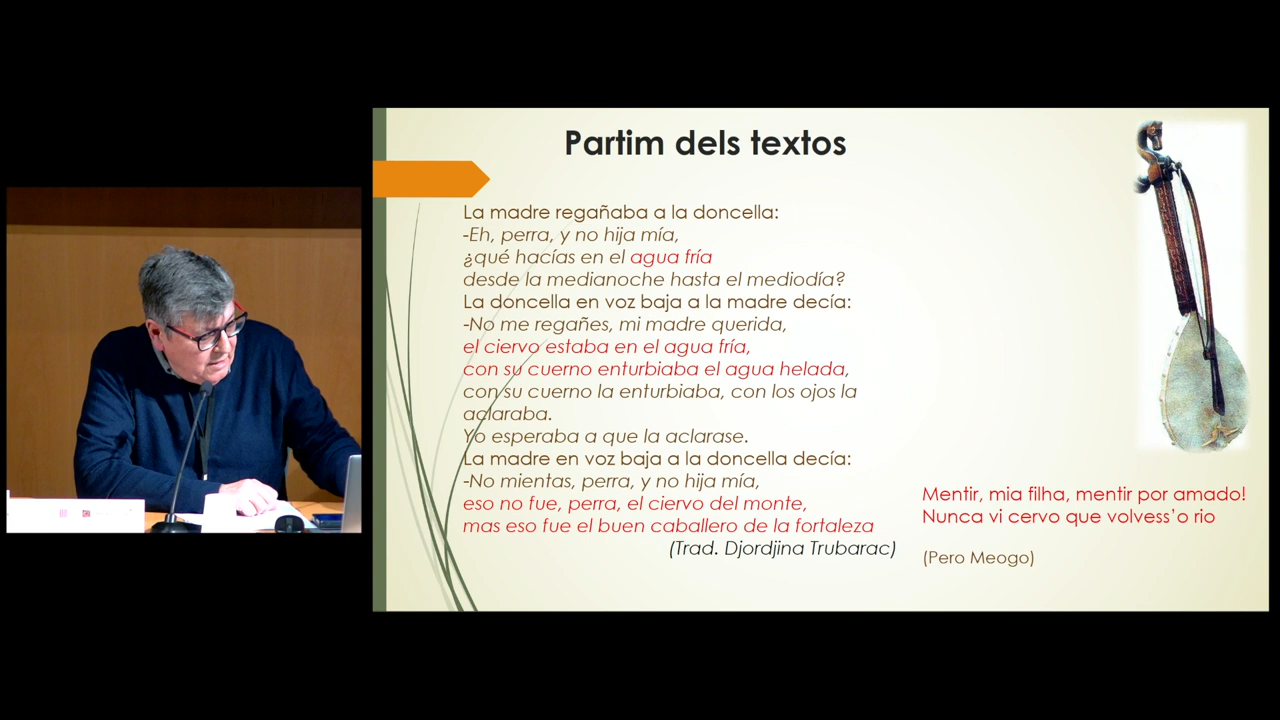 Partim dels textos
La madre regañaba a la doncella:
-Eh, perra, y no hija mía,
¿qué hacías en el agua fría
desde la medianoche hasta el mediodía?
La doncella en voz baja a la madre decía:
-No me regañes, mi madre querida,
el ciervo estaba en el agua fría,
con su cuerno enturbiaba el agua helada,
con su cuerno la enturbiaba, con los ojos la
aclaraba.
Yo esperaba a que la aclarase.
La madre en voz baja a la doncella decía:
-No mientas, perra, y no hija mía,
eso no fue, perra, el ciervo del monte,
mas eso fue el buen caballero de la fortaleza
(Trad. Djordjina Trubarac)
Mentir, mia filha, mentir por amado!
Nunca vi cervo que volvess'o rio
(Pero Meogo)